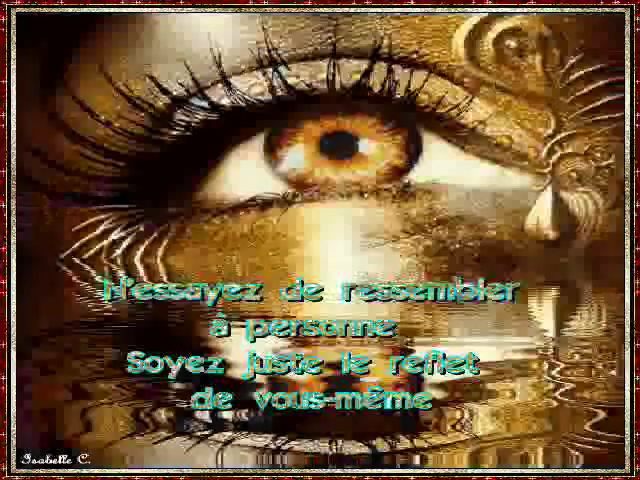 N'essayez de ressembler
à personne
Soyez juste le reflet
de vous-même
Isabelle C.